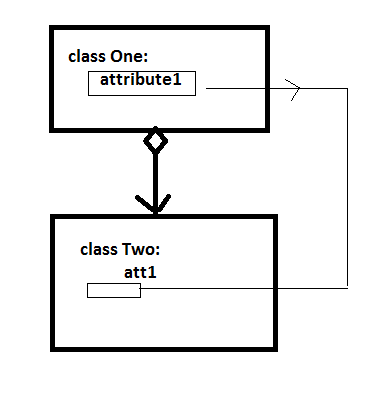 class One:
attribute1
class Two:
att1